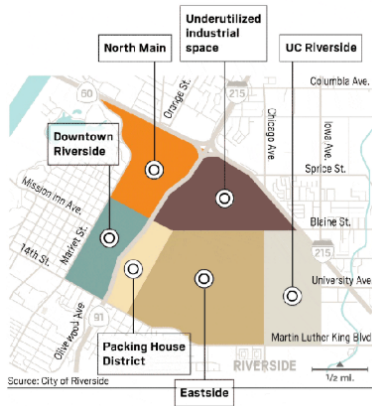 Underutilized
industrial
space
North Main
UC Riverside
60
Orange St.
215
Columbia Ave.
Chicago Ave.
Iowa Ave.
Downtown
Riverside
Spruce St.
Mission Inn Ave.
Blaine St.
Market St.
14th St.
215
University Ave.
Olivewood Ave
91
Packing House
District
Martin Luther King Blvd
RIVERSIDE
1/2 mi.
Source: City of Riverside
Eastside